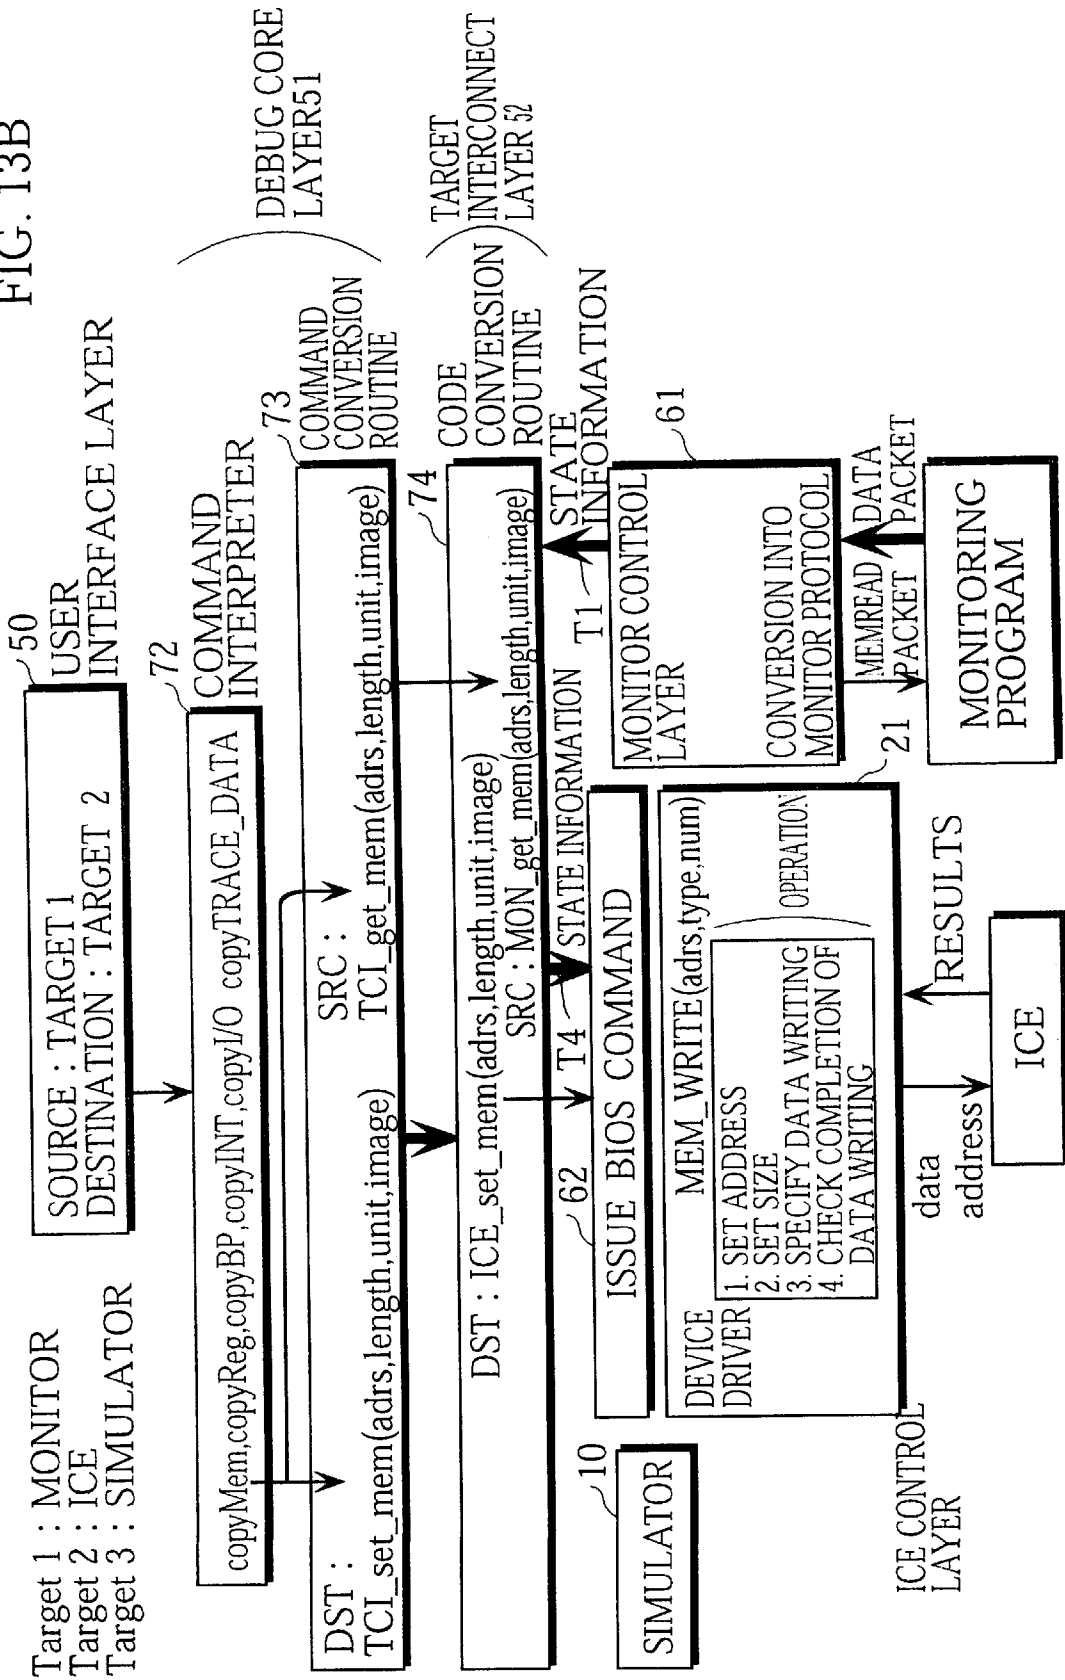 FIG. 13B
Target 1 : MONITOR
Target 2 : ICE
Target 3 : SIMULATOR
50
USER
INTERFACE LAYER
SOURCE : TARGET 1
DESTINATION : TARGET 2
72
COMMAND
INTERPRETER
copyMem,copyReg,copyBP,copyINT,copyI/O copyTRACE_DATA
DEBUG CORE
LAYER51
73
COMMAND
CONVERSION
ROUTINE
DST :
TCI_set_mem(adrs,length,unit,image)
SRC :
TCI_get_mem(adrs,length,unit,image)
TARGET
INTERCONNECT
LAYER 52
74
CODE
CONVERSION
ROUTINE
DST : ICE_set_mem(adrs,length,unit,image)
SRC : MON_get_mem(adrs,length,unit,image)
T4
STATE INFORMATION
T1
STATE
INFORMATION
10
SIMULATOR
62
ISSUE BIOS COMMAND
61
MONITOR CONTROL
LAYER
CONVERSION INTO
MONITOR PROTOCOL
21
DEVICE
DRIVER
MEM_WRITE(adrs,type,num)
1. SET ADDRESS
2. SET SIZE
3. SPECIFY DATA WRITING
4. CHECK COMPLETION OF
DATA WRITING
OPERATION
MEMREAD
PACKET
DATA
PACKET
MONITORING
PROGRAM
ICE CONTROL
LAYER
data
address
RESULTS
ICE